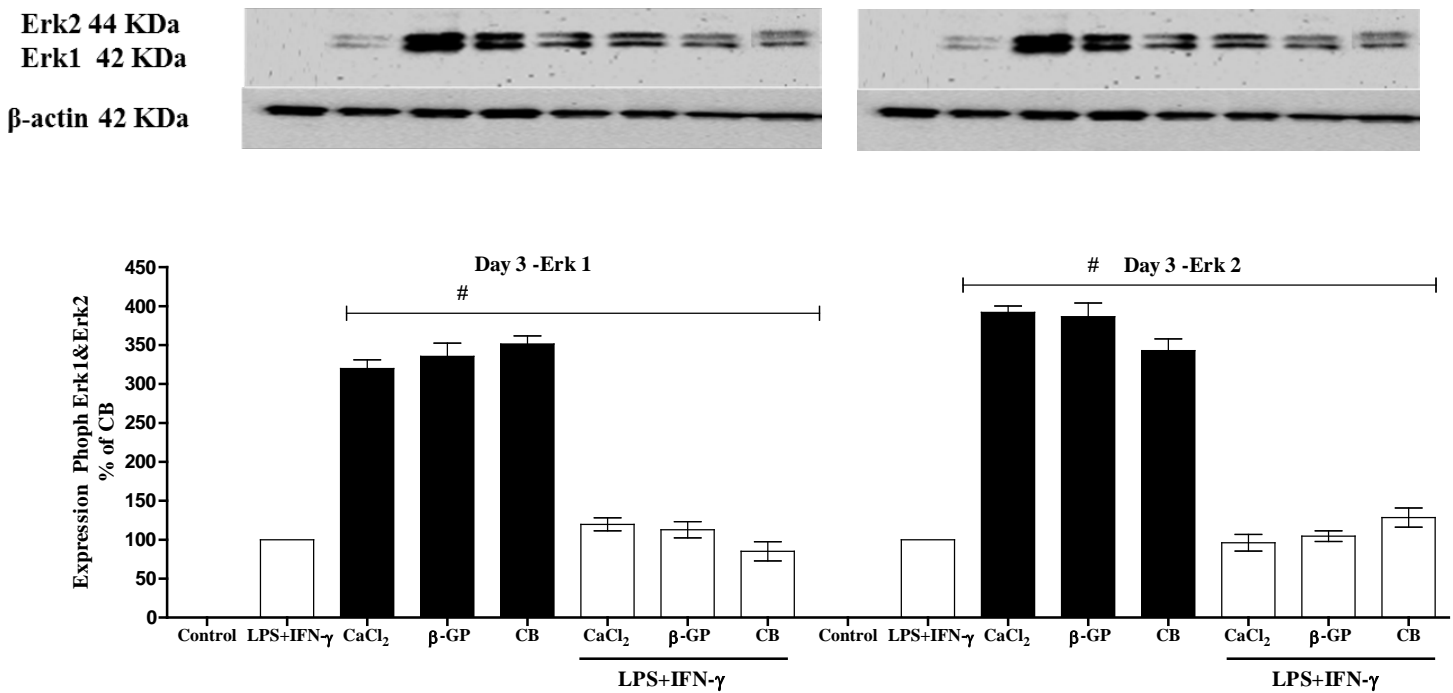 Erk2 44 KDa
Erk1 42 KDa
β-actin 42 KDa
Day 3 -Erk 1
#
# Day 3 -Erk 2
Expression Phoph Erk1&Erk2
% of CB
450
400
350
300
250
200
150
100
50
0
Control LPS+IFN-γ CaCl₂ β-GP CB CaCl₂ β-GP CB Control LPS+IFN-γ CaCl₂ β-GP CB CaCl₂ β-GP CB
LPS+IFN-γ LPS+IFN-γ